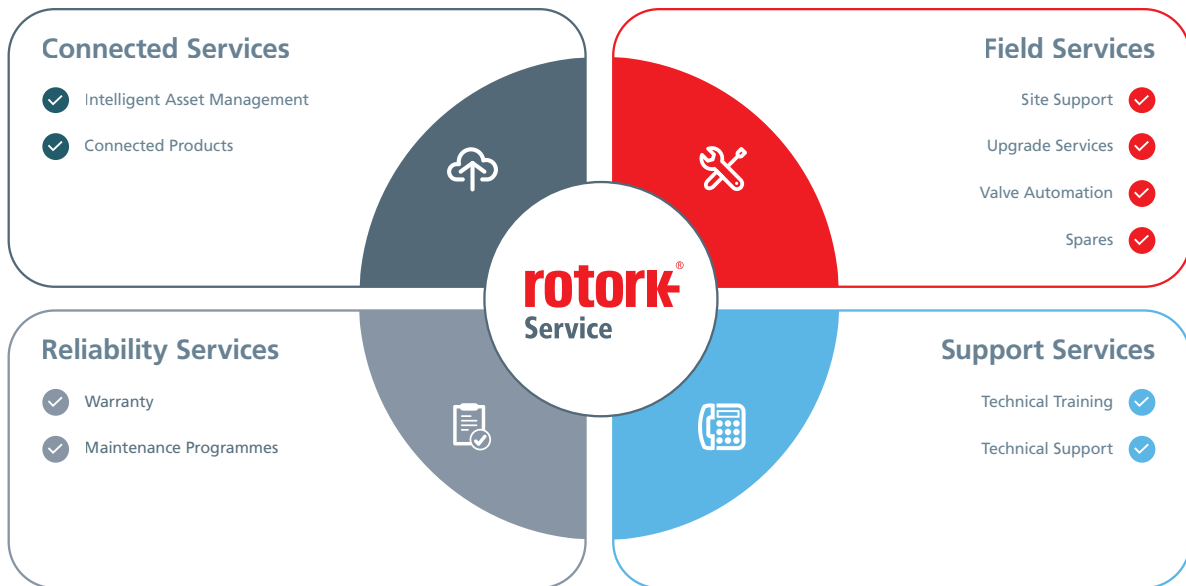 Connected Services
Intelligent Asset Management
Connected Products
Field Services
Site Support
Upgrade Services
Valve Automation
Spares
rotork®
Service
Reliability Services
Warranty
Maintenance Programmes
Support Services
Technical Training
Technical Support